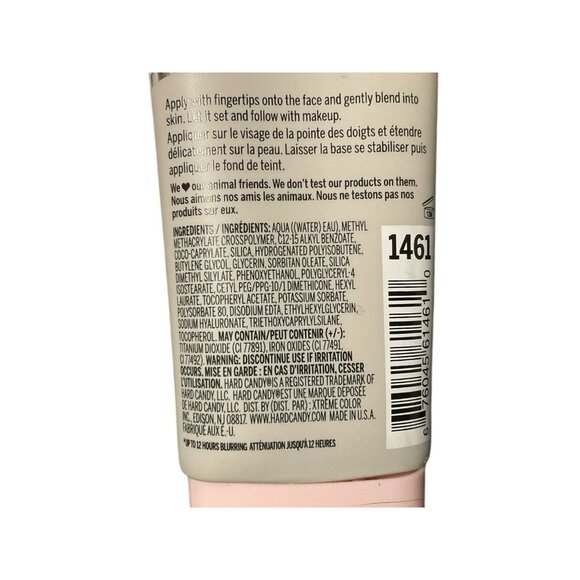 Apply with fingertips onto the face and gently blend into
skin. Let it set and follow with makeup.
Appliquer sur le visage de la pointe des doigts et étendre
délicatement sur la peau. Laisser la base se stabiliser puis
appliquer le fond de teint.
We ♥ our animal friends. We don't test our products on them.
Nous aimons nos amis les animaux. Nous ne testons pas nos
produits sur eux.
INGREDIENTS / INGRÉDIENTS: AQUA ((WATER) EAU), METHYL
METHACRYLATE CROSSPOLYMER, C12-15 ALKYL BENZOATE,
COCO-CAPRYLATE, SILICA, HYDROGENATED POLYISOBUTENE,
BUTYLENE GLYCOL, GLYCERIN, SORBITAN OLEATE, SILICA
DIMETHYL SILYLATE, PHENOXYETHANOL, POLYGLYCERYL-4
ISOSTEARATE, CETYL PEG/PPG-10/1 DIMETHICONE, HEXYL
LAURATE, TOCOPHERYL ACETATE, POTASSIUM SORBATE,
POLYSORBATE 80, DISODIUM EDTA, ETHYLHEXYLGLYCERIN,
SODIUM HYALURONATE, TRIETHOXYCAPRYLYLSILANE,
TOCOPHEROL. MAY CONTAIN/PEUT CONTENIR (+/-):
TITANIUM DIOXIDE (CI 77891), IRON OXIDES (CI 77491,
CI 77492). WARNING: DISCONTINUE USE IF IRRITATION
OCCURS. MISE EN GARDE : EN CAS D'IRRITATION, CESSER
L'UTILISATION. HARD CANDY® IS A REGISTERED TRADEMARK OF
HARD CANDY, LLC. HARD CANDY® EST UNE MARQUE DÉPOSÉE
DE HARD CANDY, LLC. DIST. BY (DIST. PAR) : XTRÈME COLOR
INC., EDISON, NJ 08817. WWW.HARDCANDY.COM MADE IN U.S.A.
FABRIQUE AUX É.-U.
*UP TO 12 HOURS BLURRING ATTÉNUATION JUSQU'À 12 HEURES
1461
6 76045 61461 0